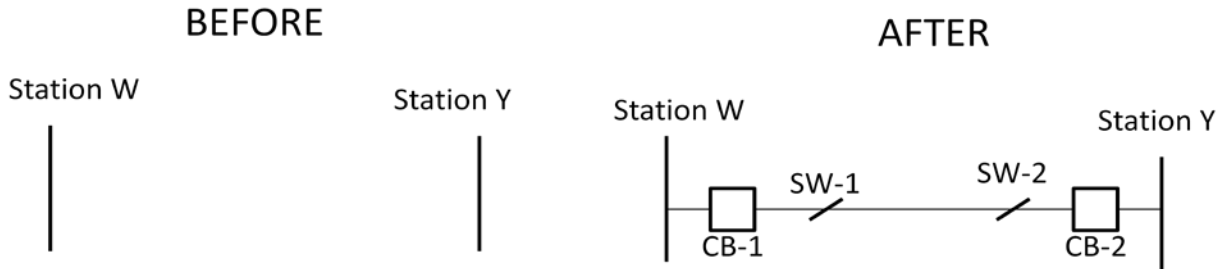 BEFORE
Station W
Station Y
AFTER
Station W
Station Y
SW-1
SW-2
CB-1
CB-2